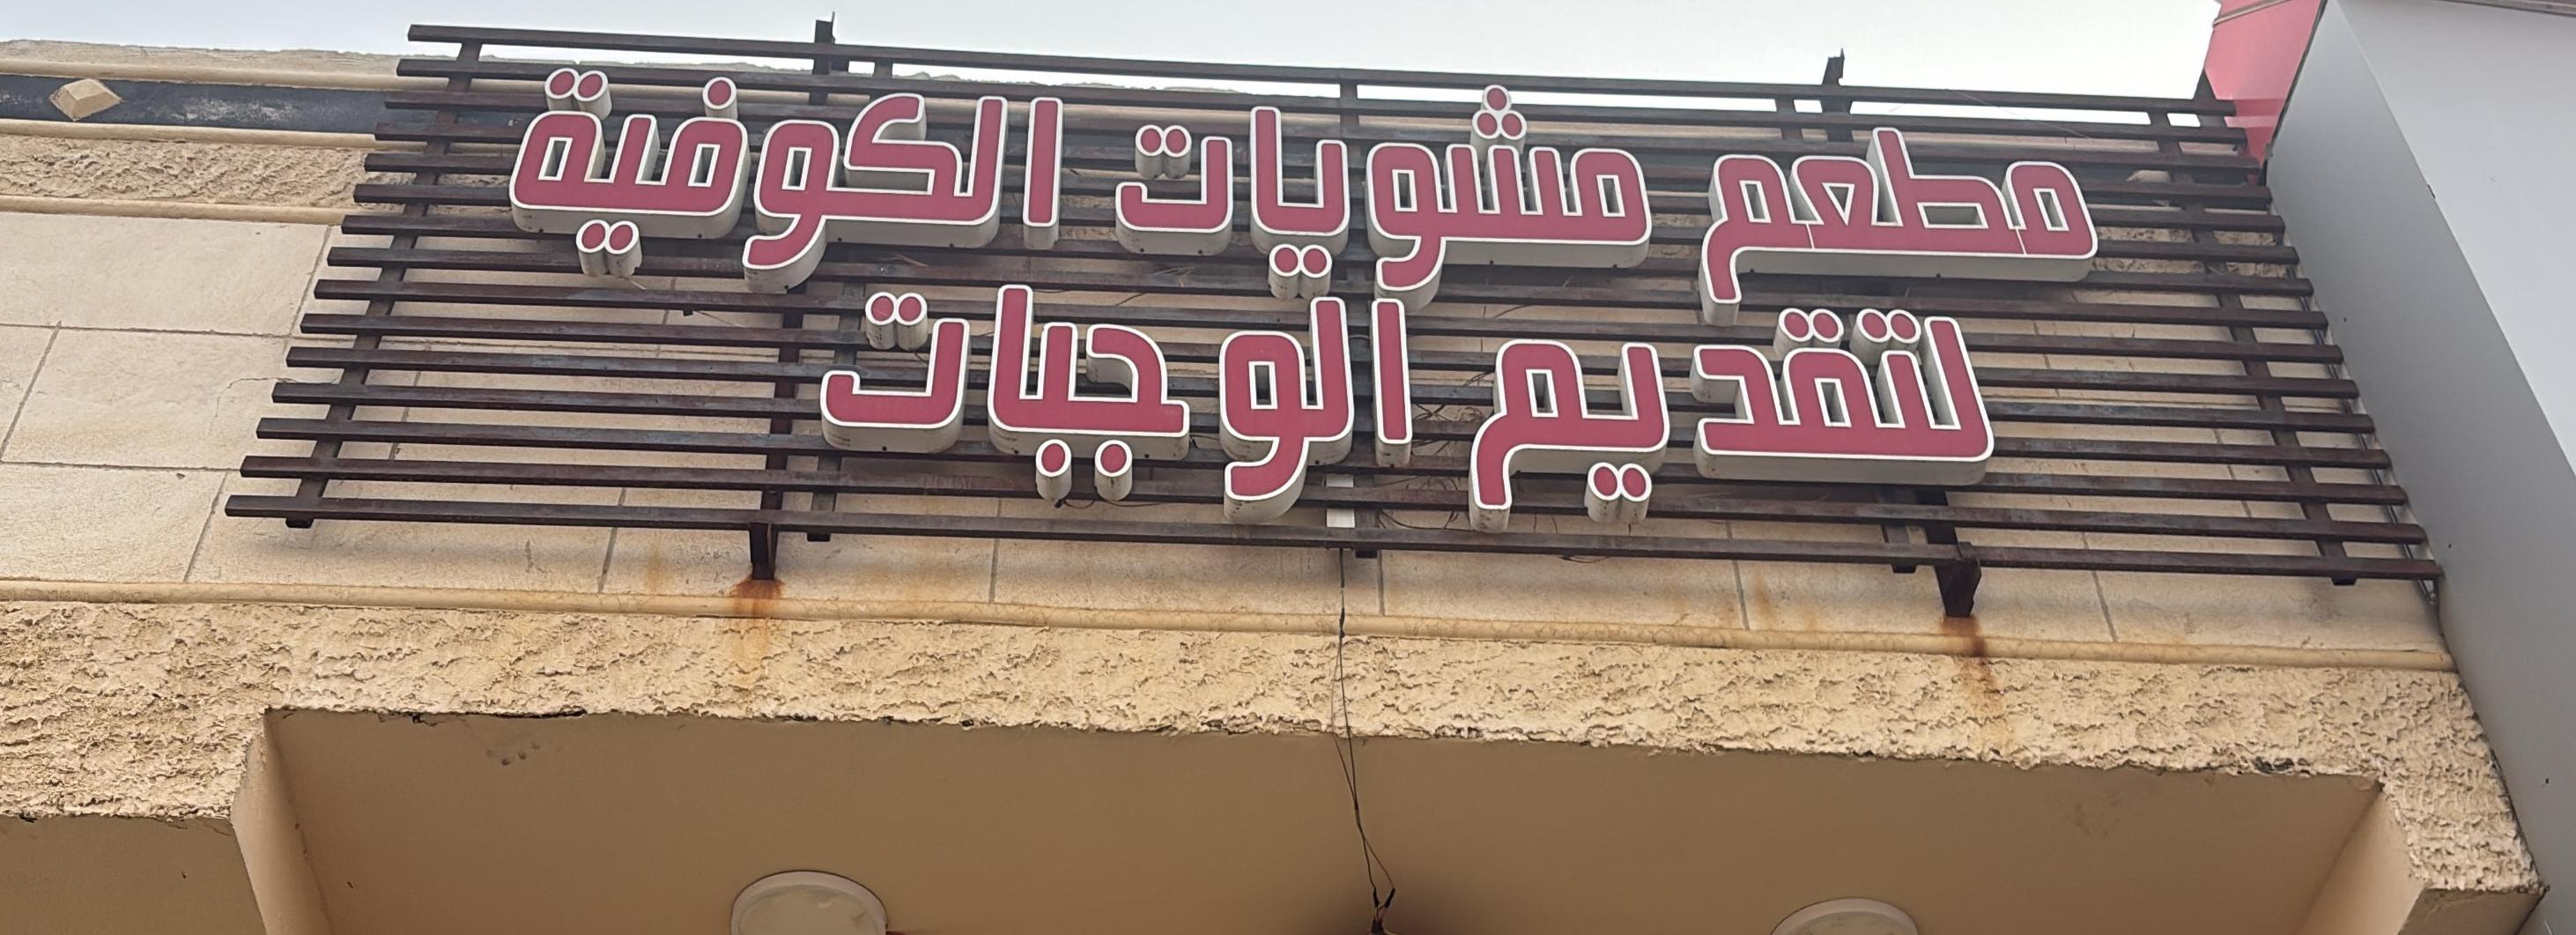 مطعم مشويات الكوفية
لتقديم الوجبات